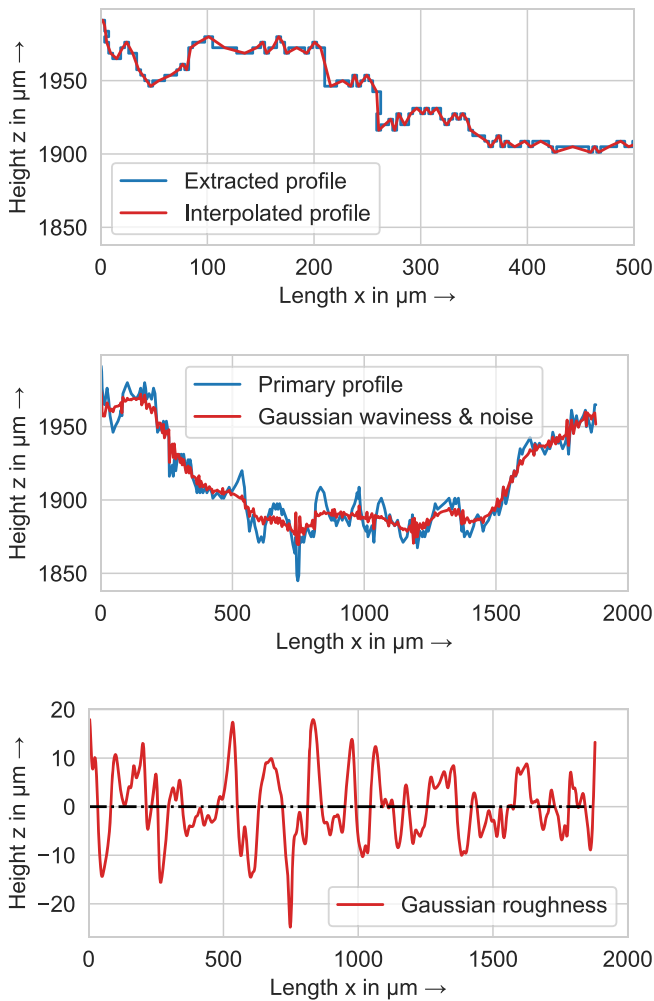 Height z in µm →
1950
1900
1850
Extracted profile
Interpolated profile
0 100 200 300 400 500
Length x in µm →
Height z in µm →
1950
1900
1850
Primary profile
Gaussian waviness & noise
0 500 1000 1500 2000
Length x in µm →
Height z in µm →
20
10
0
−10
−20
Gaussian roughness
0 500 1000 1500 2000
Length x in µm →